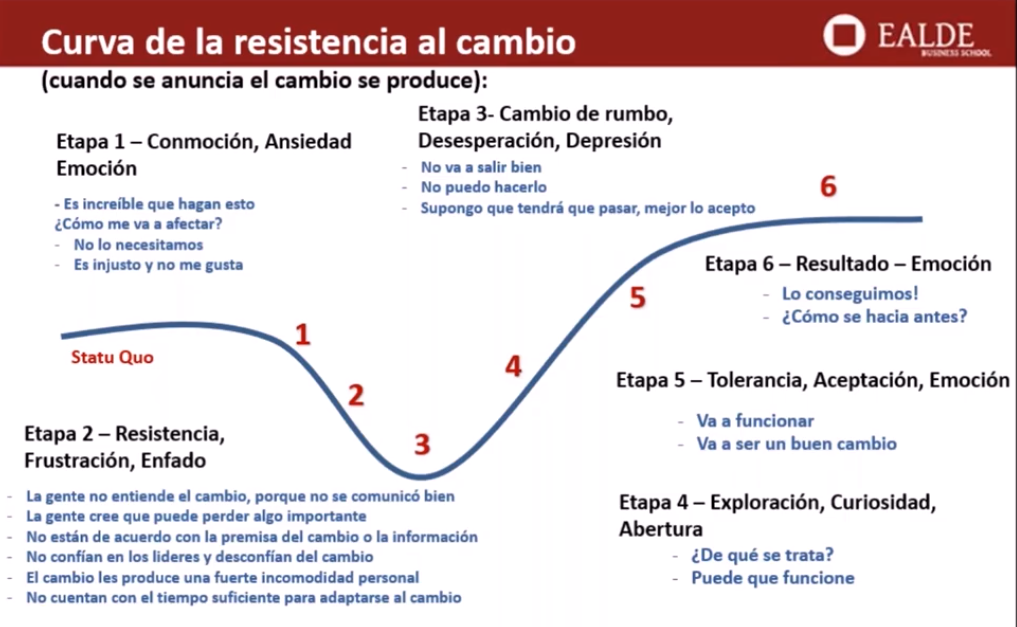 Curva de la resistencia al cambio
EALDE
BUSINESS SCHOOL
(cuando se anuncia el cambio se produce):
Etapa 1 – Conmoción, Ansiedad
Emoción
- Es increíble que hagan esto
¿Cómo me va a afectar?
- No lo necesitamos
- Es injusto y no me gusta
Etapa 3- Cambio de rumbo,
Desesperación, Depresión
- No va a salir bien
- No puedo hacerlo
- Supongo que tendrá que pasar, mejor lo acepto
Statu Quo
1
2
3
4
5
6
Etapa 2 – Resistencia,
Frustración, Enfado
- La gente no entiende el cambio, porque no se comunicó bien
- La gente cree que puede perder algo importante
- No están de acuerdo con la premisa del cambio o la información
- No confían en los lideres y desconfían del cambio
- El cambio les produce una fuerte incomodidad personal
- No cuentan con el tiempo suficiente para adaptarse al cambio
Etapa 6 – Resultado – Emoción
- Lo conseguimos!
- ¿Cómo se hacia antes?
Etapa 5 – Tolerancia, Aceptación, Emoción
- Va a funcionar
- Va a ser un buen cambio
Etapa 4 – Exploración, Curiosidad,
Abertura
- ¿De qué se trata?
- Puede que funcione